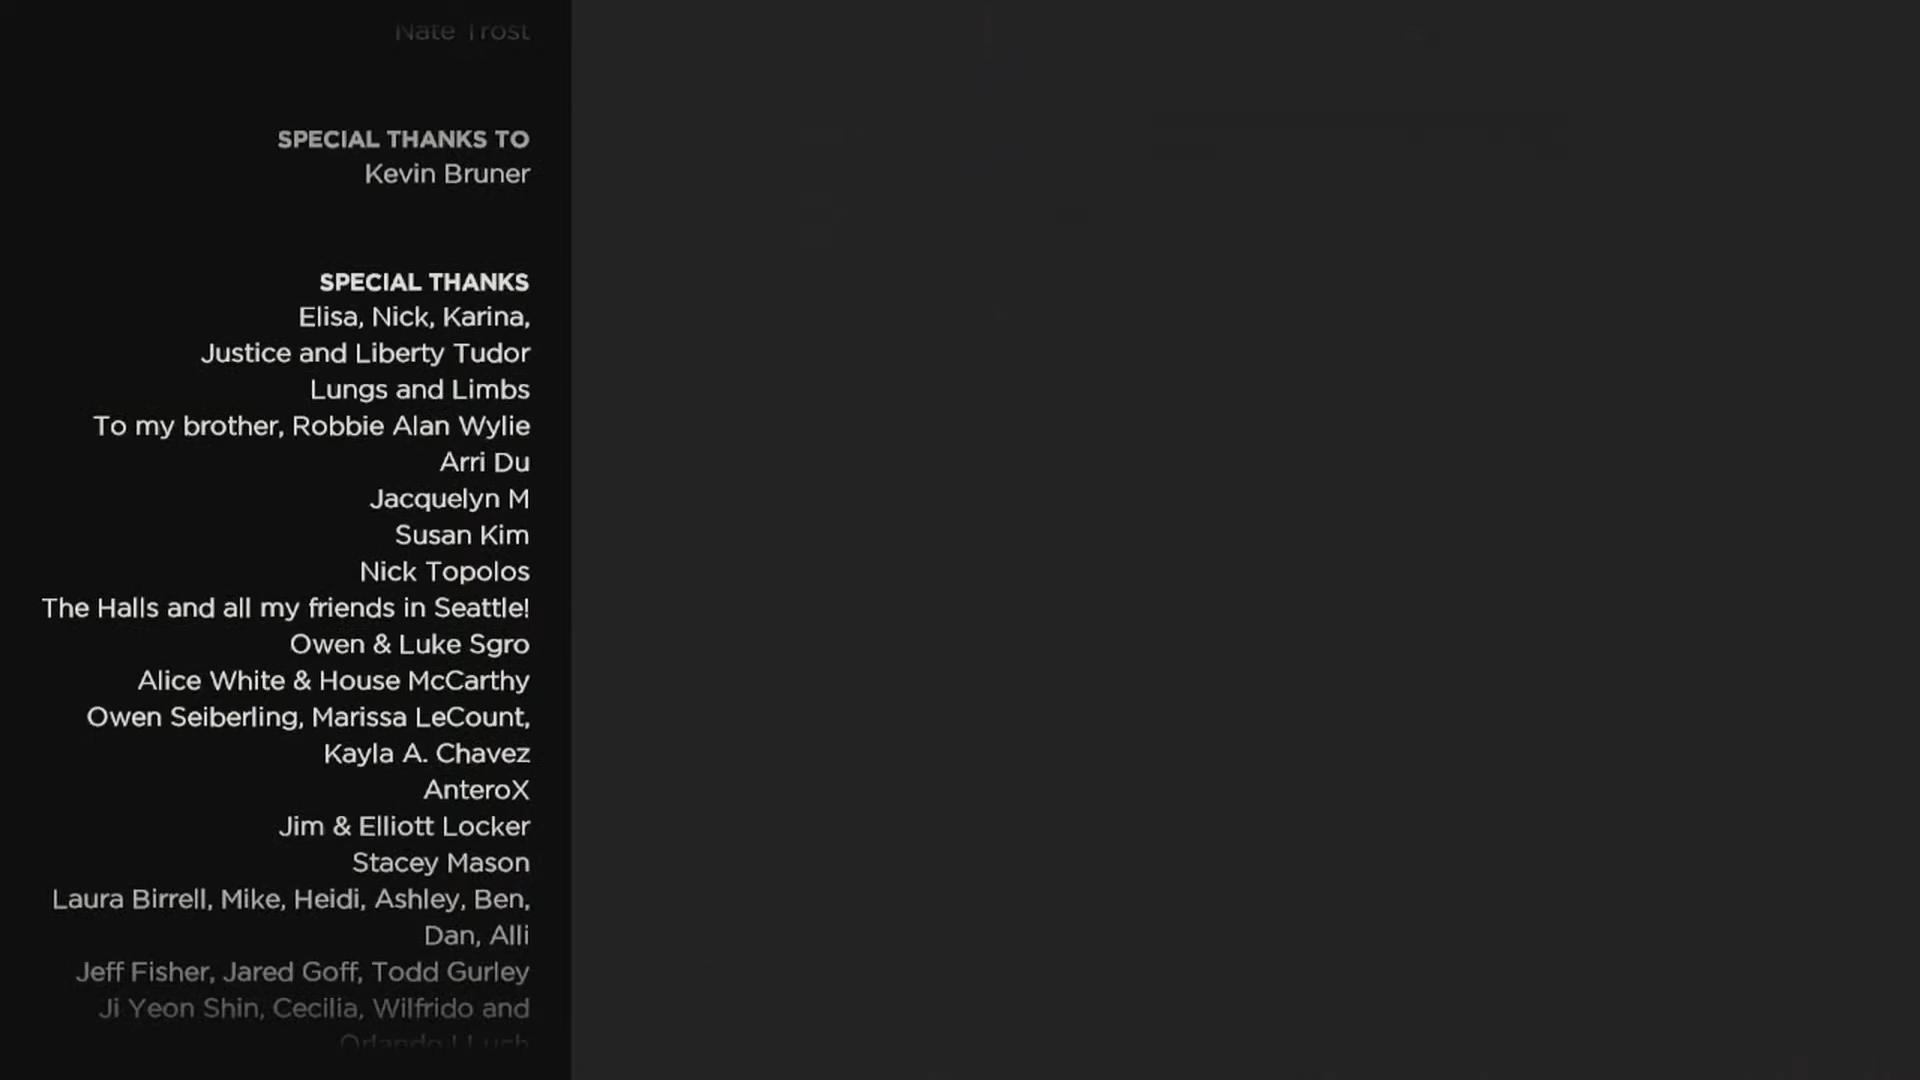 Nate Trost
SPECIAL THANKS TO
Kevin Bruner
SPECIAL THANKS
Elisa, Nick, Karina,
Justice and Liberty Tudor
Lungs and Limbs
To my brother, Robbie Alan Wylie
Arri Du
Jacquelyn M
Susan Kim
Nick Topolos
The Halls and all my friends in Seattle!
Owen & Luke Sgro
Alice White & House McCarthy
Owen Seiberling, Marissa LeCount,
Kayla A. Chavez
AnteroX
Jim & Elliott Locker
Stacey Mason
Laura Birrell, Mike, Heidi, Ashley, Ben,
Dan, Alli
Jeff Fisher, Jared Goff, Todd Gurley
Ji Yeon Shin, Cecilia, Wilfrido and
Orlando